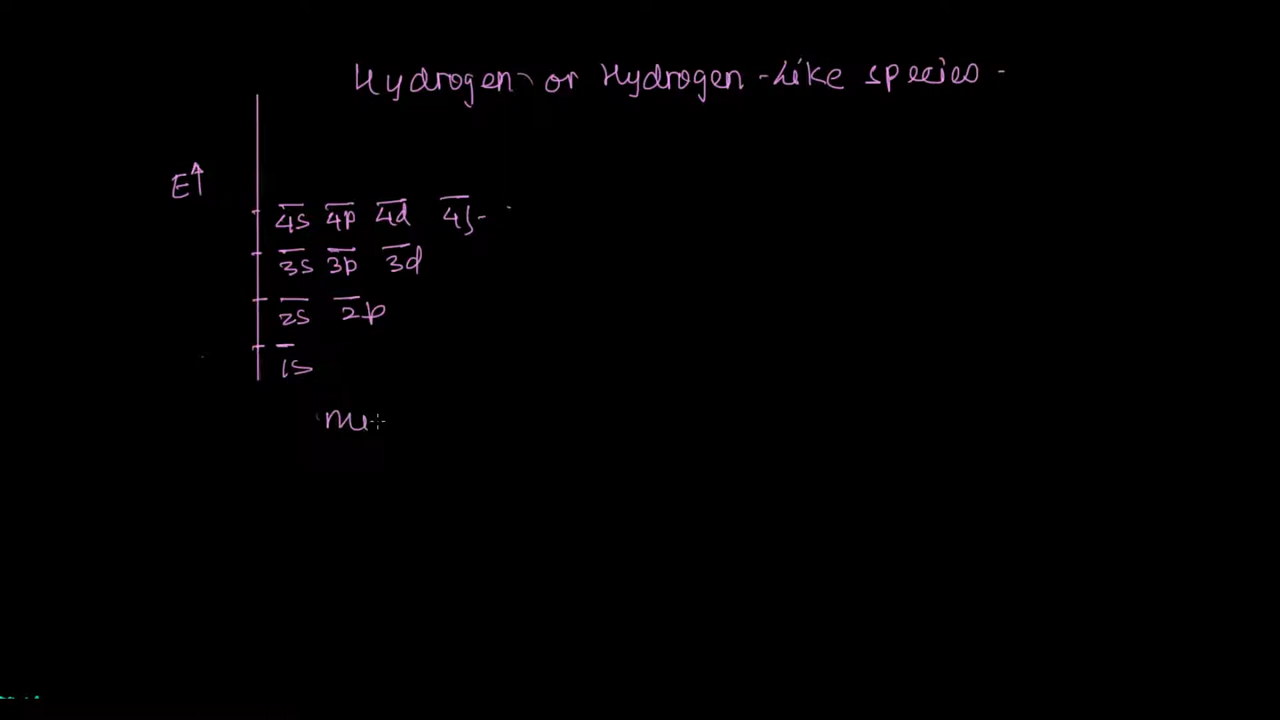 Hydrogen or Hydrogen-like species -
E↑
4s 4p 4d 4f
3s 3p 3d
2s 2p
1s